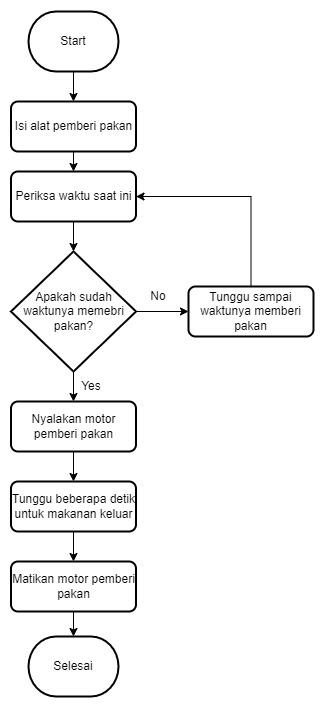 Start
Isi alat pemberi pakan
Periksa waktu saat ini
Apakah sudah
waktunya memebri
pakan?
No
Tunggu sampai
waktunya memberi
pakan
Yes
Nyalakan motor
pemberi pakan
Tunggu beberapa detik
untuk makanan keluar
Matikan motor pemberi
pakan
Selesai